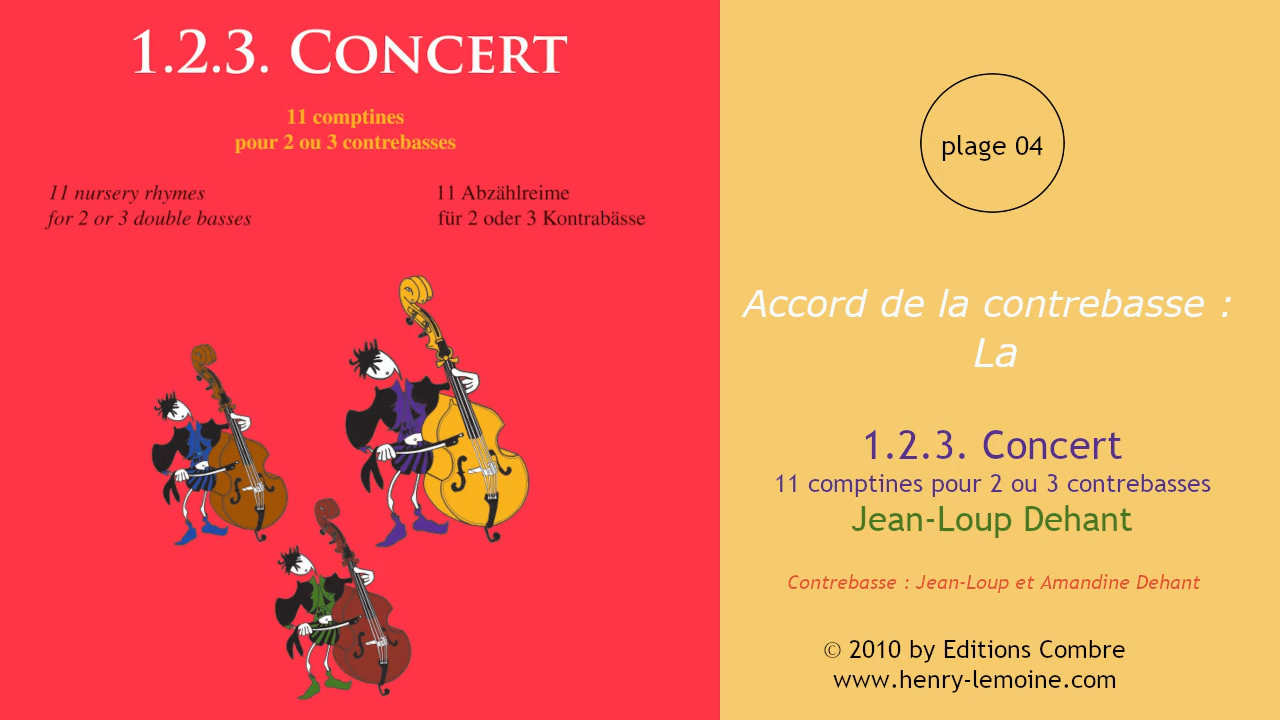 1.2.3. CONCERT
11 comptines
pour 2 ou 3 contrebasses
11 nursery rhymes
for 2 or 3 double basses
11 Abzählreime
für 2 oder 3 Kontrabässe
plage 04
Accord de la contrebasse :
La
1.2.3. Concert
11 comptines pour 2 ou 3 contrebasses
Jean-Loup Dehant
Contrebasse : Jean-Loup et Amandine Dehant
© 2010 by Editions Combre
www.henry-lemoine.com